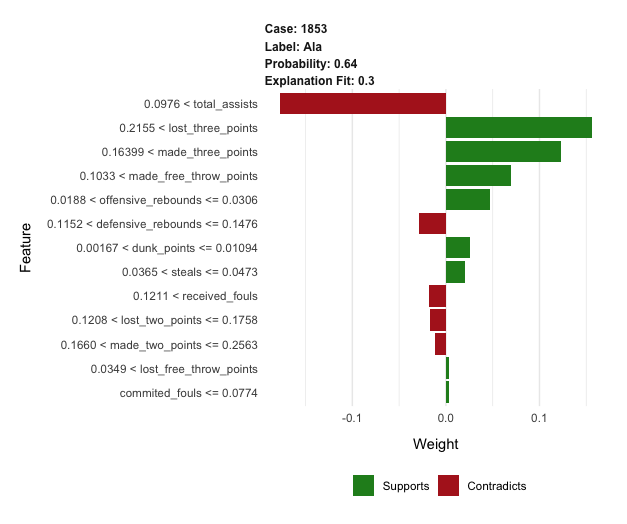 Case: 1853
Label: Ala
Probability: 0.64
Explanation Fit: 0.3
0.0976 < total_assists
0.2155 < lost_three_points
0.16399 < made_three_points
0.1033 < made_free_throw_points
0.0188 < offensive_rebounds <= 0.0306
0.1152 < defensive_rebounds <= 0.1476
0.00167 < dunk_points <= 0.01094
0.0365 < steals <= 0.0473
0.1211 < received_fouls
0.1208 < lost_two_points <= 0.1758
0.1660 < made_two_points <= 0.2563
0.0349 < lost_free_throw_points
commited_fouls <= 0.0774
Feature
-0.1 0.0 0.1
Weight
Supports Contradicts